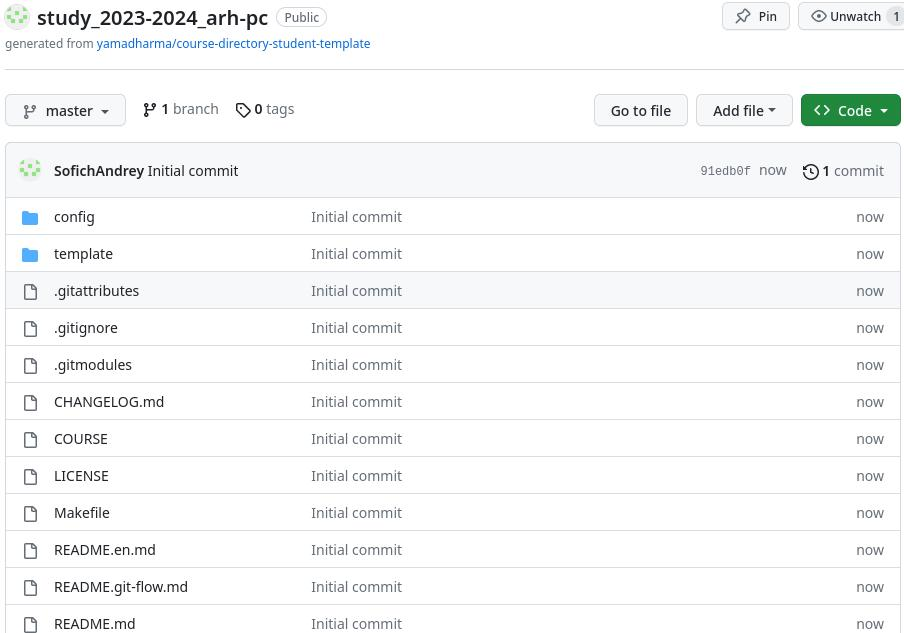 study_2023-2024_arh-pc Public Pin Unwatch 1
generated from yamadharma/course-directory-student-template
master 1 branch 0 tags Go to file Add file Code
SofichAndrey Initial commit 91edb0f now 1 commit
config Initial commit now
template Initial commit now
.gitattributes Initial commit now
.gitignore Initial commit now
.gitmodules Initial commit now
CHANGELOG.md Initial commit now
COURSE Initial commit now
LICENSE Initial commit now
Makefile Initial commit now
README.en.md Initial commit now
README.git-flow.md Initial commit now
README.md Initial commit now